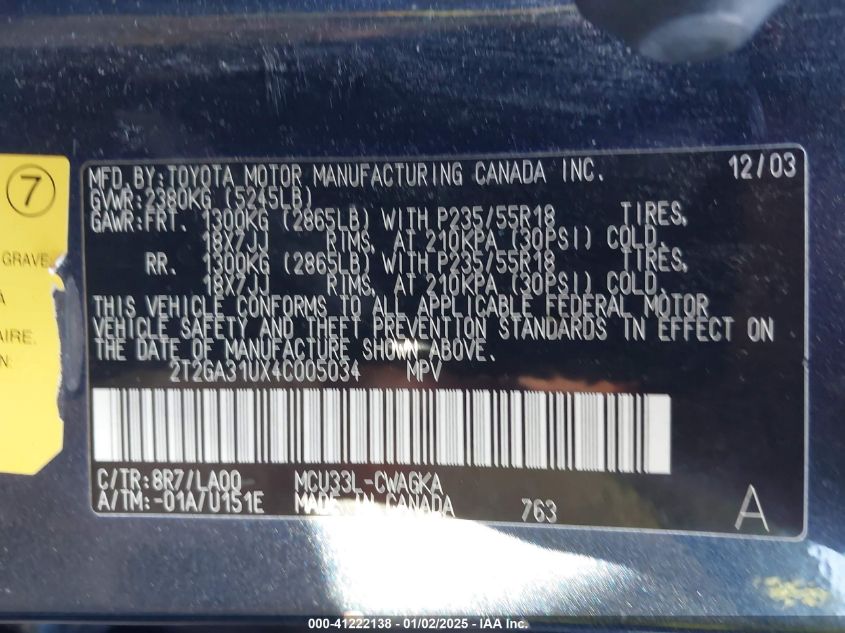 7
GRAVE
AIRE.
MFD.BY:TOYOTA MOTOR MANUFACTURING CANADA INC. 12/03
GVWR:2380KG (5245LB)
GAWR:FRT. 1300KG (2865LB) WITH P235/55R18 TIRES,
18X7JJ RIMS, AT 210KPA (30PSI) COLD.
RR. 1300KG (2865LB) WITH P235/55R18 TIRES,
18X7JJ RIMS, AT 210KPA (30PSI) COLD.
THIS VEHICLE CONFORMS TO ALL APPLICABLE FEDERAL MOTOR
VEHICLE SAFETY AND THEFT PREVENTION STANDARDS IN EFFECT ON
THE DATE OF MANUFACTURE SHOWN ABOVE.
2T2GA31UX4C005034 MPV
C/TR:8R7/LA00 MCU33L-CWAGKA
A/TM:-01A/U151E MADE IN CANADA 763 A
000-41222138 - 01/02/2025 - IAA Inc.